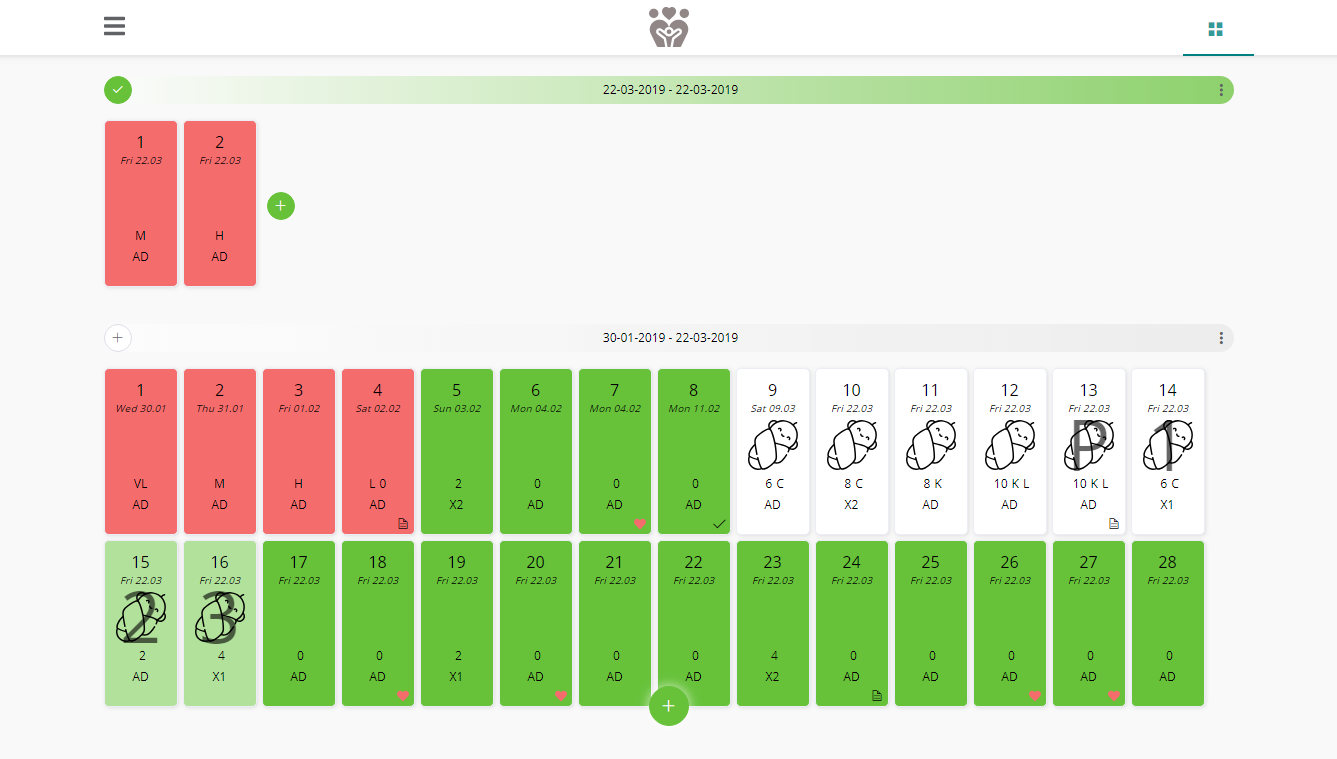 22-03-2019 - 22-03-2019
1 2
Fri 22.03 Fri 22.03
M H
AD AD
30-01-2019 - 22-03-2019
1 2 3 4 5 6 7 8 9 10 11 12 13 14
Wed 30.01 Thu 31.01 Fri 01.02 Sat 02.02 Sun 03.02 Mon 04.02 Mon 04.02 Mon 11.02 Sat 09.03 Fri 22.03 Fri 22.03 Fri 22.03 Fri 22.03 Fri 22.03
P 1
VL M H L 0 2 0 0 0 6 C 8 C 8 K 10 K L 10 K L 6 C
AD AD AD AD X2 AD AD AD AD X2 AD AD AD X1
15 16 17 18 19 20 21 22 23 24 25 26 27 28
Fri 22.03 Fri 22.03 Fri 22.03 Fri 22.03 Fri 22.03 Fri 22.03 Fri 22.03 Fri 22.03 Fri 22.03 Fri 22.03 Fri 22.03 Fri 22.03 Fri 22.03 Fri 22.03
2 3
2 4 0 0 2 0 0 0 4 0 0 0 0 0
AD X1 AD AD X1 AD AD AD X2 AD AD AD AD AD